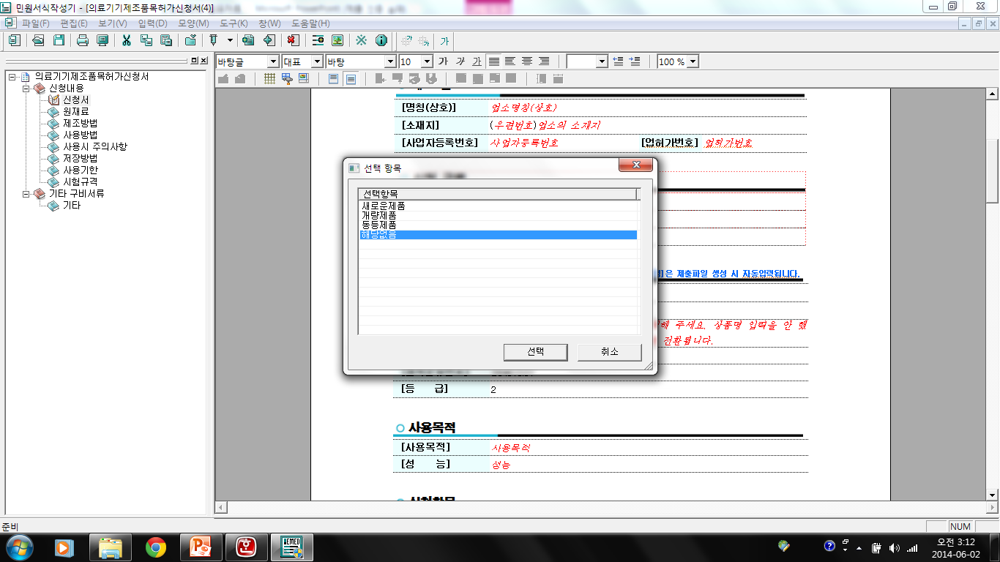 민원서식작성기 - [의료기기제조품목허가신청서(4)]
파일(F) 편집(E) 보기(V) 입력(D) 모양(M) 도구(K) 창(W) 도움말(H)
바탕글 대표 바탕 10 가 가 가 100 %
의료기기제조품목허가신청서
신청내용
신청서
원재료
제조방법
사용방법
사용시 주의사항
저장방법
사용기한
시험규격
기타 구비서류
기타
[명칭(상호)] 업소명칭(상호)
[소재지] (우편번호)업소의 소재지
[사업자등록번호] 사업자등록번호 [업허가번호] 업허가번호
선택 항목
선택항목
새로운제품
개량제품
동등제품
해당없음
선택 취소
은 제출파일 생성 시 자동입력됩니다.
해 주세요. 상품명 입력을 안 했
전환됩니다.
[등 급] 2
사용목적
[사용목적] 사용목적
[성 능] 성능
준비
NUM
오전 3:12
2014-06-02